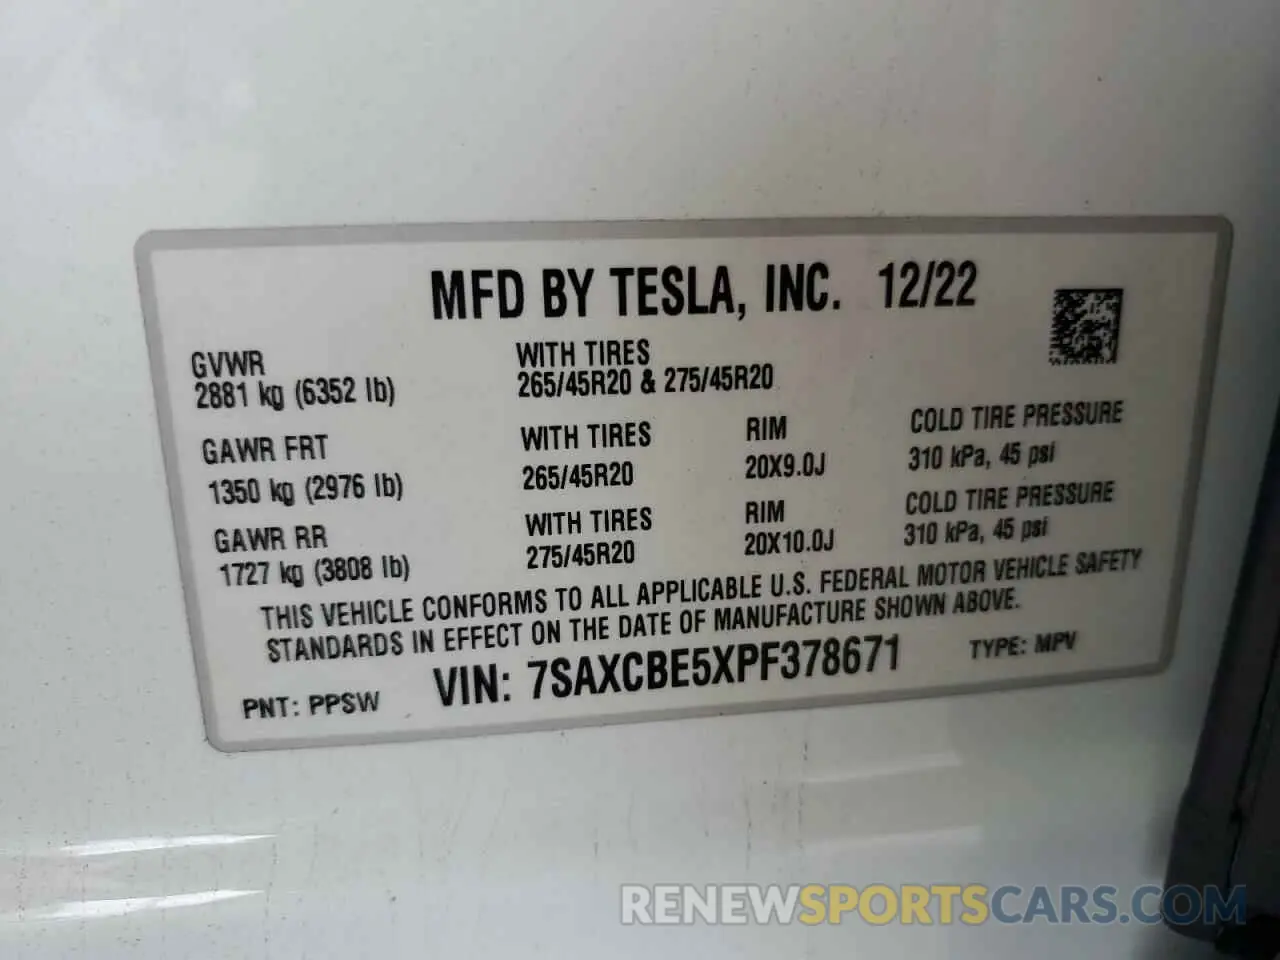 MFD BY TESLA, INC. 12/22
GVWR
2881 kg (6352 lb)
WITH TIRES
265/45R20 & 275/45R20
GAWR FRT
1350 kg (2976 lb)
WITH TIRES
265/45R20
RIM
20X9.0J
COLD TIRE PRESSURE
310 kPa, 45 psi
GAWR RR
1727 kg (3808 lb)
WITH TIRES
275/45R20
RIM
20X10.0J
COLD TIRE PRESSURE
310 kPa, 45 psi
THIS VEHICLE CONFORMS TO ALL APPLICABLE U.S. FEDERAL MOTOR VEHICLE SAFETY
STANDARDS IN EFFECT ON THE DATE OF MANUFACTURE SHOWN ABOVE.
PNT: PPSW
VIN: 7SAXCBE5XPF378671
TYPE: MPV
RENEWSPORTSCARS.COM